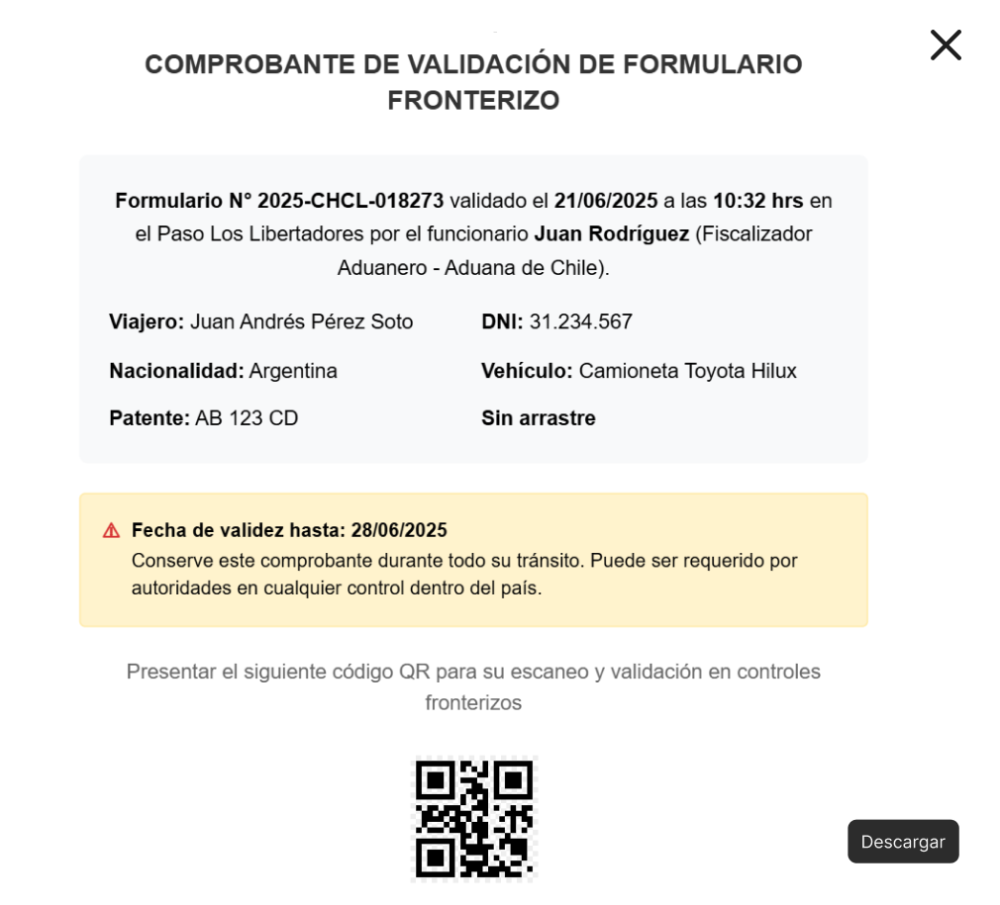 COMPROBANTE DE VALIDACIÓN DE FORMULARIO
FRONTERIZO
Formulario N° 2025-CHCL-018273 validado el 21/06/2025 a las 10:32 hrs en
el Paso Los Libertadores por el funcionario Juan Rodríguez (Fiscalizador
Aduanero - Aduana de Chile).
Viajero: Juan Andrés Pérez Soto
DNI: 31.234.567
Nacionalidad: Argentina
Vehículo: Camioneta Toyota Hilux
Patente: AB 123 CD
Sin arrastre
Fecha de validez hasta: 28/06/2025
Conserve este comprobante durante todo su tránsito. Puede ser requerido por
autoridades en cualquier control dentro del país.
Presentar el siguiente código QR para su escaneo y validación en controles
fronterizos
Descargar